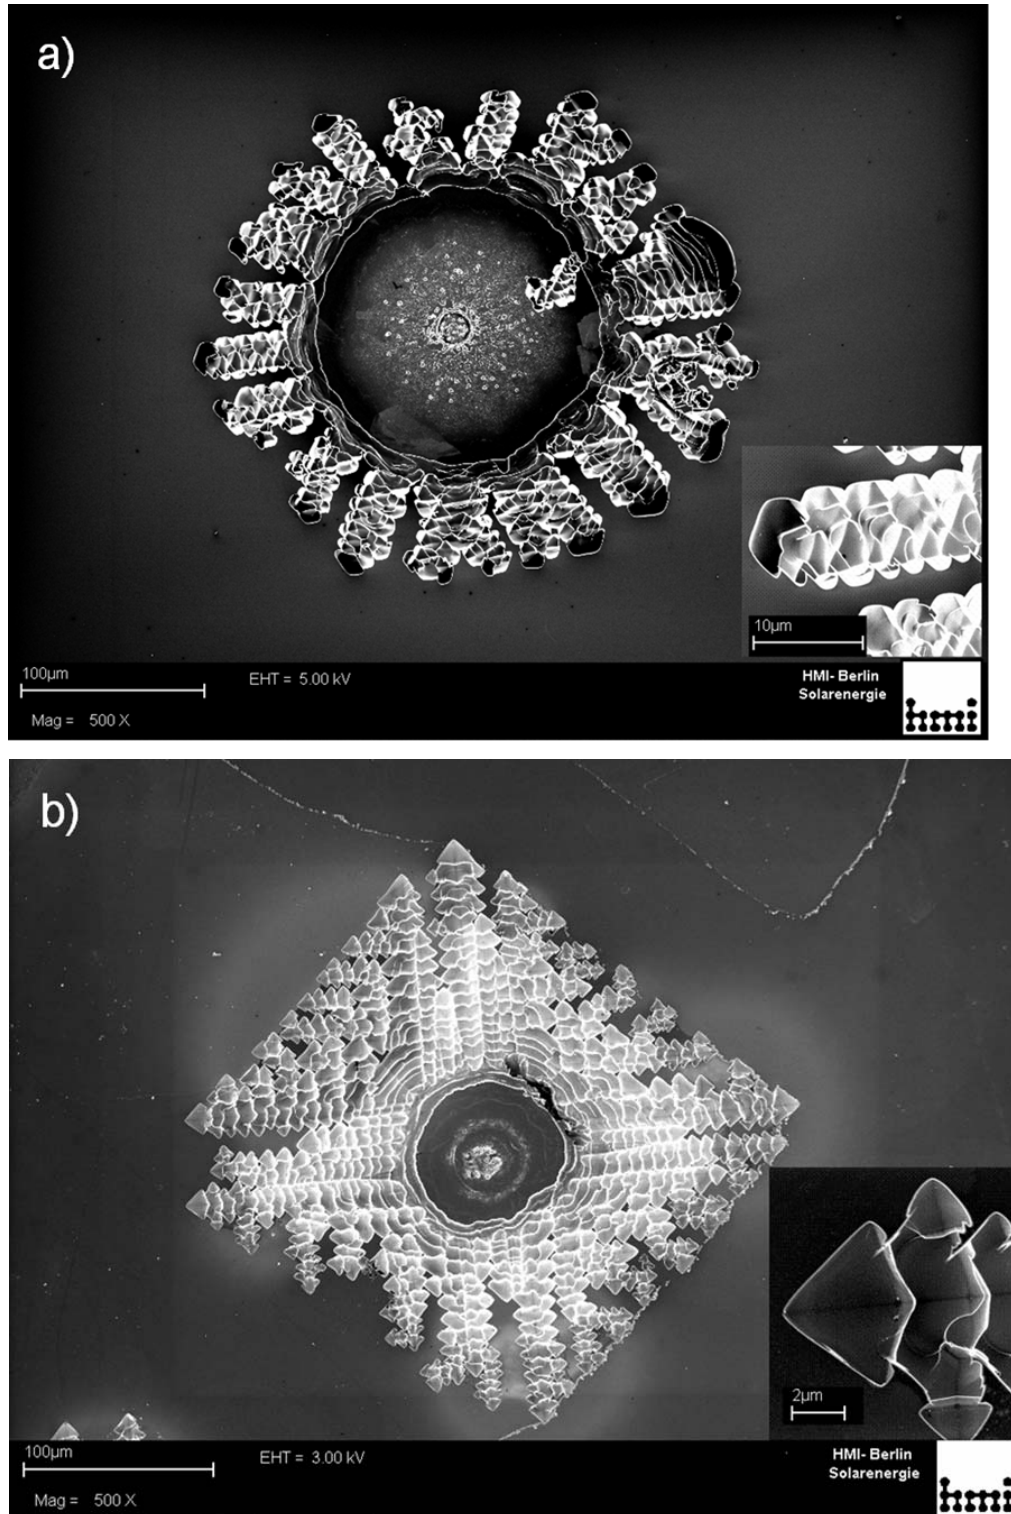 a)
10µm
100µm
EHT = 5.00 kV
HMI- Berlin
Solarenergie
Mag = 500 X
hmi
b)
2µm
100µm
EHT = 3.00 kV
HMI- Berlin
Solarenergie
Mag = 500 X
hmi